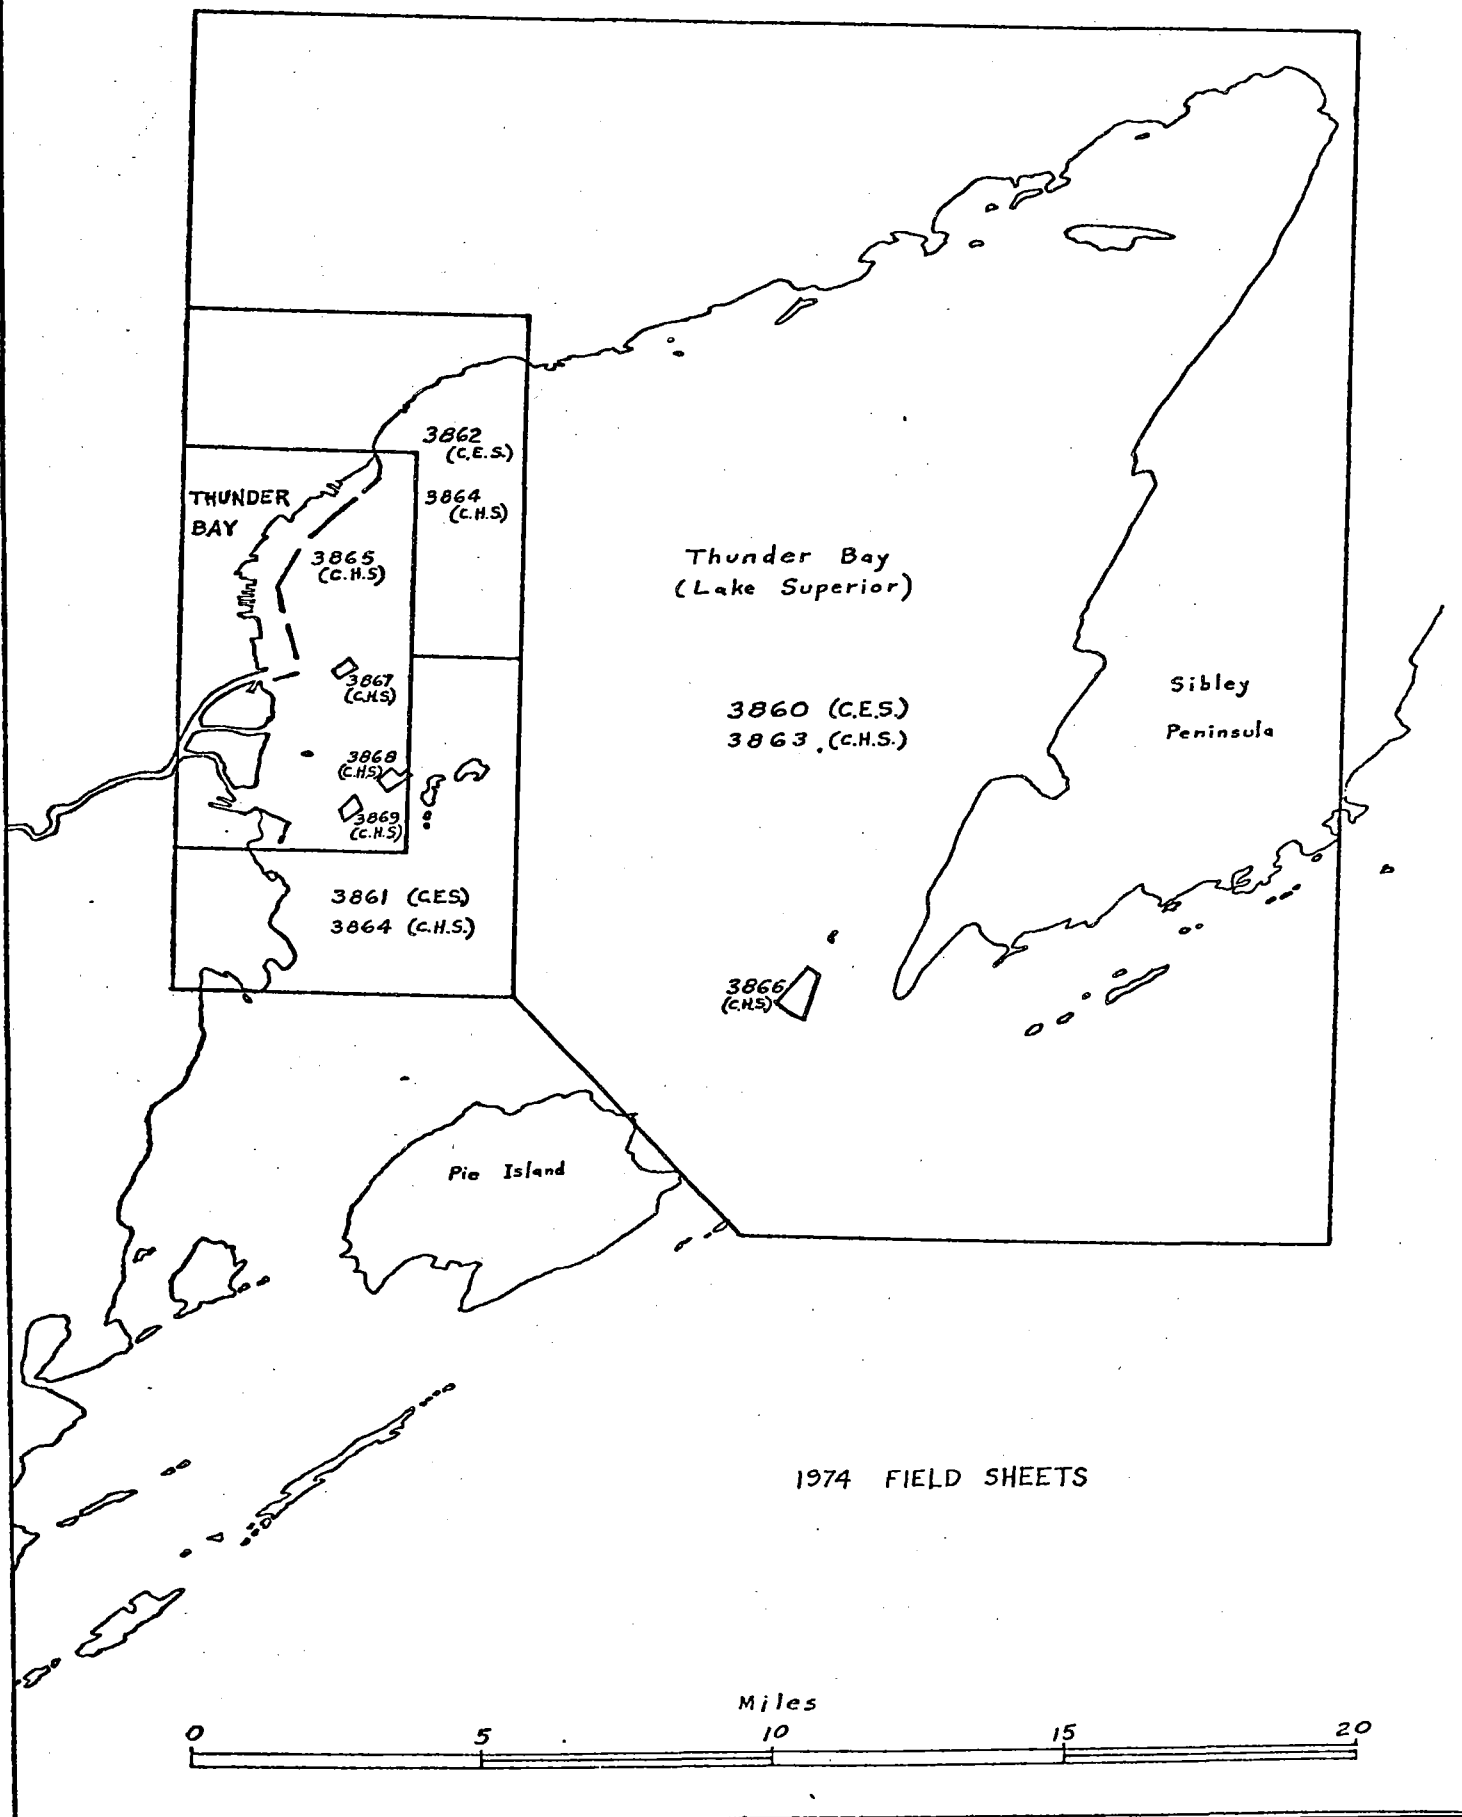 3862
(C.E.S.)
THUNDER
BAY
3864
(C.H.S.)
3865
(C.H.S)
Thunder Bay
(Lake Superior)
3867
(C.H.S.)
Sibley
Peninsula
3860 (C.E.S.)
3863 (C.H.S.)
3868
(C.H.S)
3869
(C.H.S)
3861 (C.E.S.)
3864 (C.H.S.)
3866
(C.H.S.)
Pie Island
1974 FIELD SHEETS
Miles
0 5 10 15 20